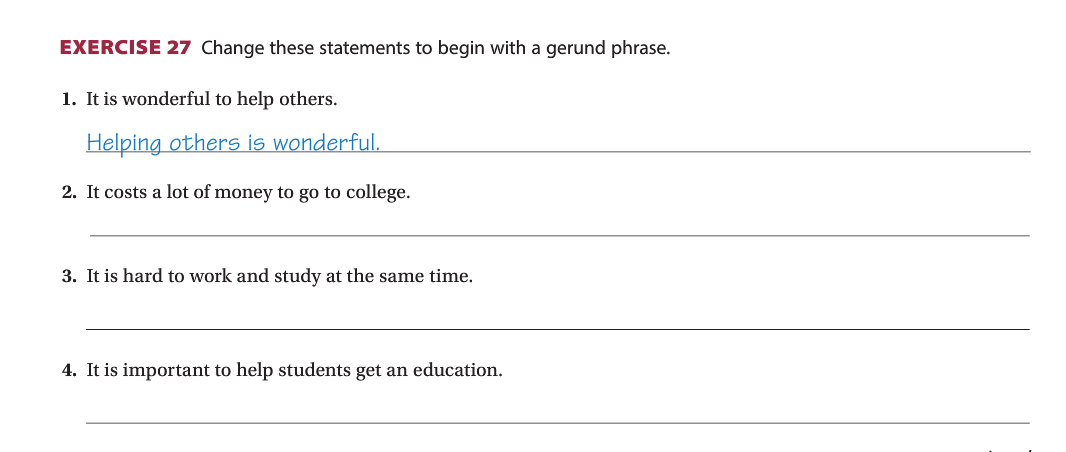 EXERCISE 27 Change these statements to begin with a gerund phrase.
1. It is wonderful to help others.
Helping others is wonderful.
2. It costs a lot of money to go to college.
3. It is hard to work and study at the same time.
4. It is important to help students get an education.